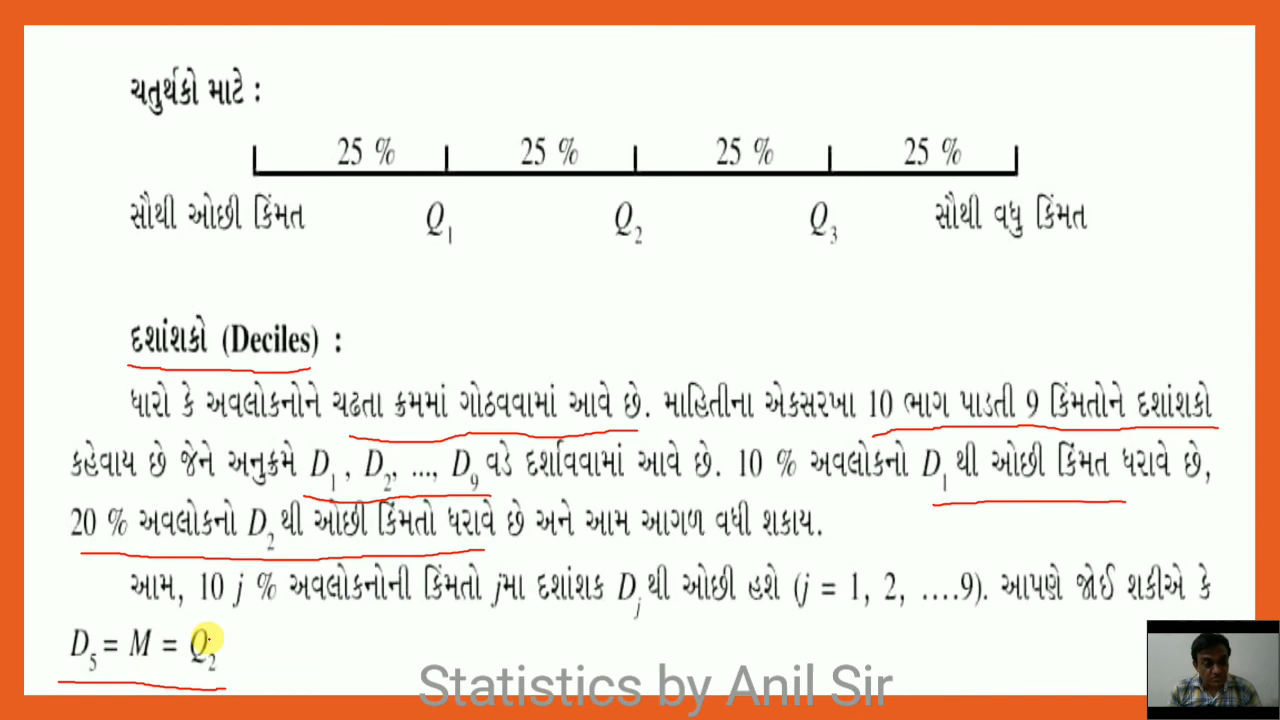 ચતુર્થકો માટે :
25 % 25 % 25 % 25 %
સૌથી ઓછી કિંમત Q1 Q2 Q3 સૌથી વધુ કિંમત
દશાંશકો (Deciles) :
ધારો કે અવલોકનોને ચઢતા ક્રમમાં ગોઠવવામાં આવે છે. માહિતીના એકસરખા 10 ભાગ પાડતી 9 કિંમતોને દશાંશકો
કહેવાય છે જેને અનુક્રમે D1 , D2, ..., D9 વડે દર્શાવવામાં આવે છે. 10 % અવલોકનો D1 થી ઓછી કિંમત ધરાવે છે,
20 % અવલોકનો D2 થી ઓછી કિંમતો ધરાવે છે અને આમ આગળ વધી શકાય.
આમ, 10 j % અવલોકનોની કિંમતો jમા દશાંશક Dj થી ઓછી હશે (j = 1, 2, ....9). આપણે જોઈ શકીએ કે
D5 = M = Q2
Statistics by Anil Sir